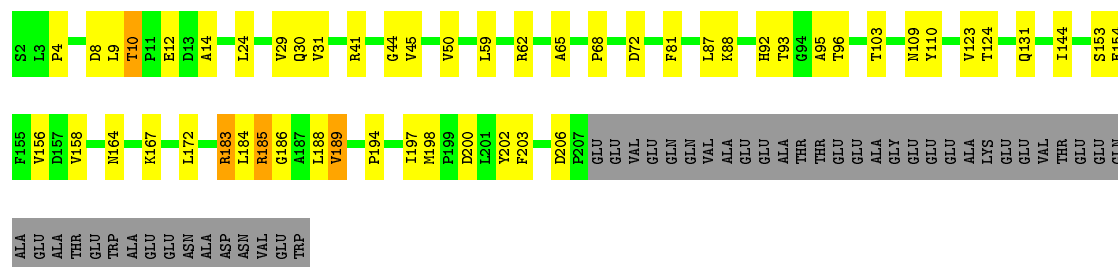 S2 L3 P4 D8 L9 T10 P11 E12 D13 A14 L24 V29 Q30 V31 R41 G44 V45 V50 L59 R62 A65 P68 D72 F81 L87 K88 H92 T93 G94 A95 T96 T103 N109 Y110 V123 T124 Q131 I144 S153 E154
F155 V156 D157 V158 N164 K167 L172 R183 L184 R185 G186 A187 L188 V189 P194 I197 M198 P199 D200 L201 Y202 F203 D206 P207 GLU GLU VAL GLU GLN GLN VAL ALA GLU GLU ALA THR THR GLU GLU ALA GLY GLU GLU GLU ALA LYS GLU GLU VAL THR GLU GLU GLN
ALA GLU ALA THR GLU TRP ALA GLU GLU ASN ALA ASP ASN VAL GLU TRP